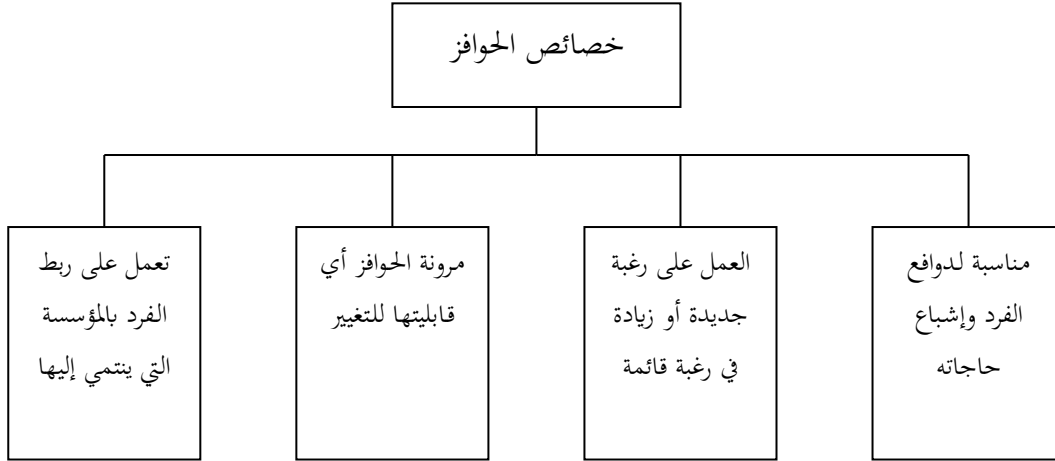 خصائص الحوافز
مناسبة لدوافع
الفرد وإشباع
حاجاته
العمل على رغبة
جديدة أو زيادة
في رغبة قائمة
مرونة الحوافز أي
قابليتها للتغيير
تعمل على ربط
الفرد بالمؤسسة
التي ينتمي إليها